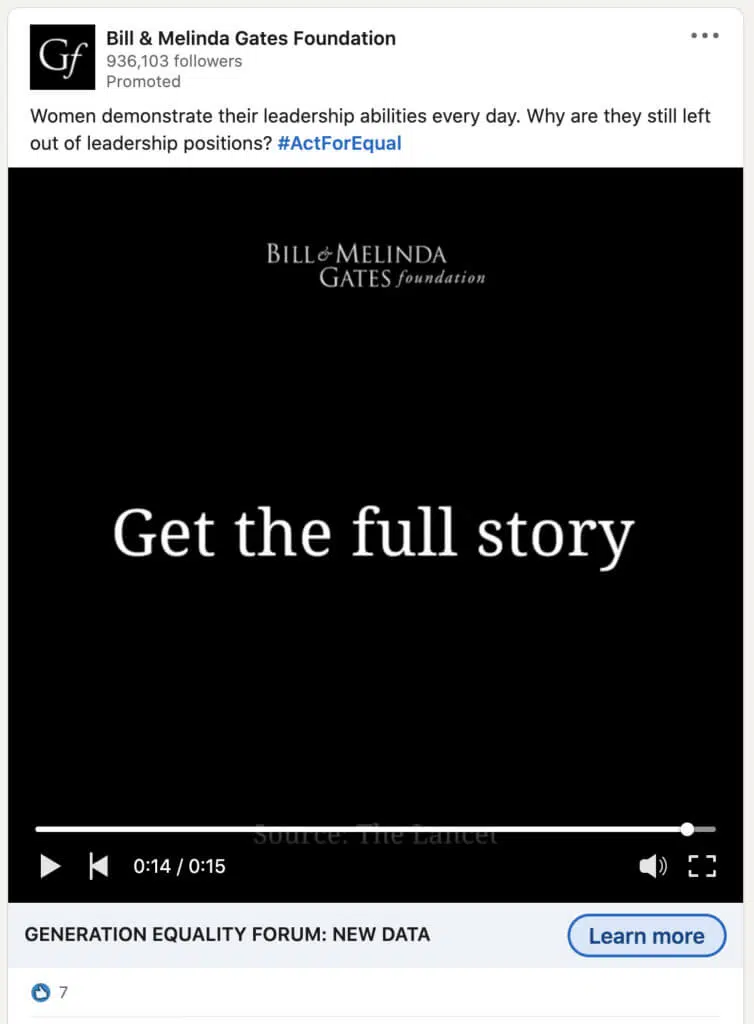 Gf
Bill & Melinda Gates Foundation
936,103 followers
Promoted
Women demonstrate their leadership abilities every day. Why are they still left
out of leadership positions? #ActForEqual
BILL & MELINDA
GATES foundation
Get the full story
Source: The Lancet
0:14 / 0:15
GENERATION EQUALITY FORUM: NEW DATA
Learn more
7